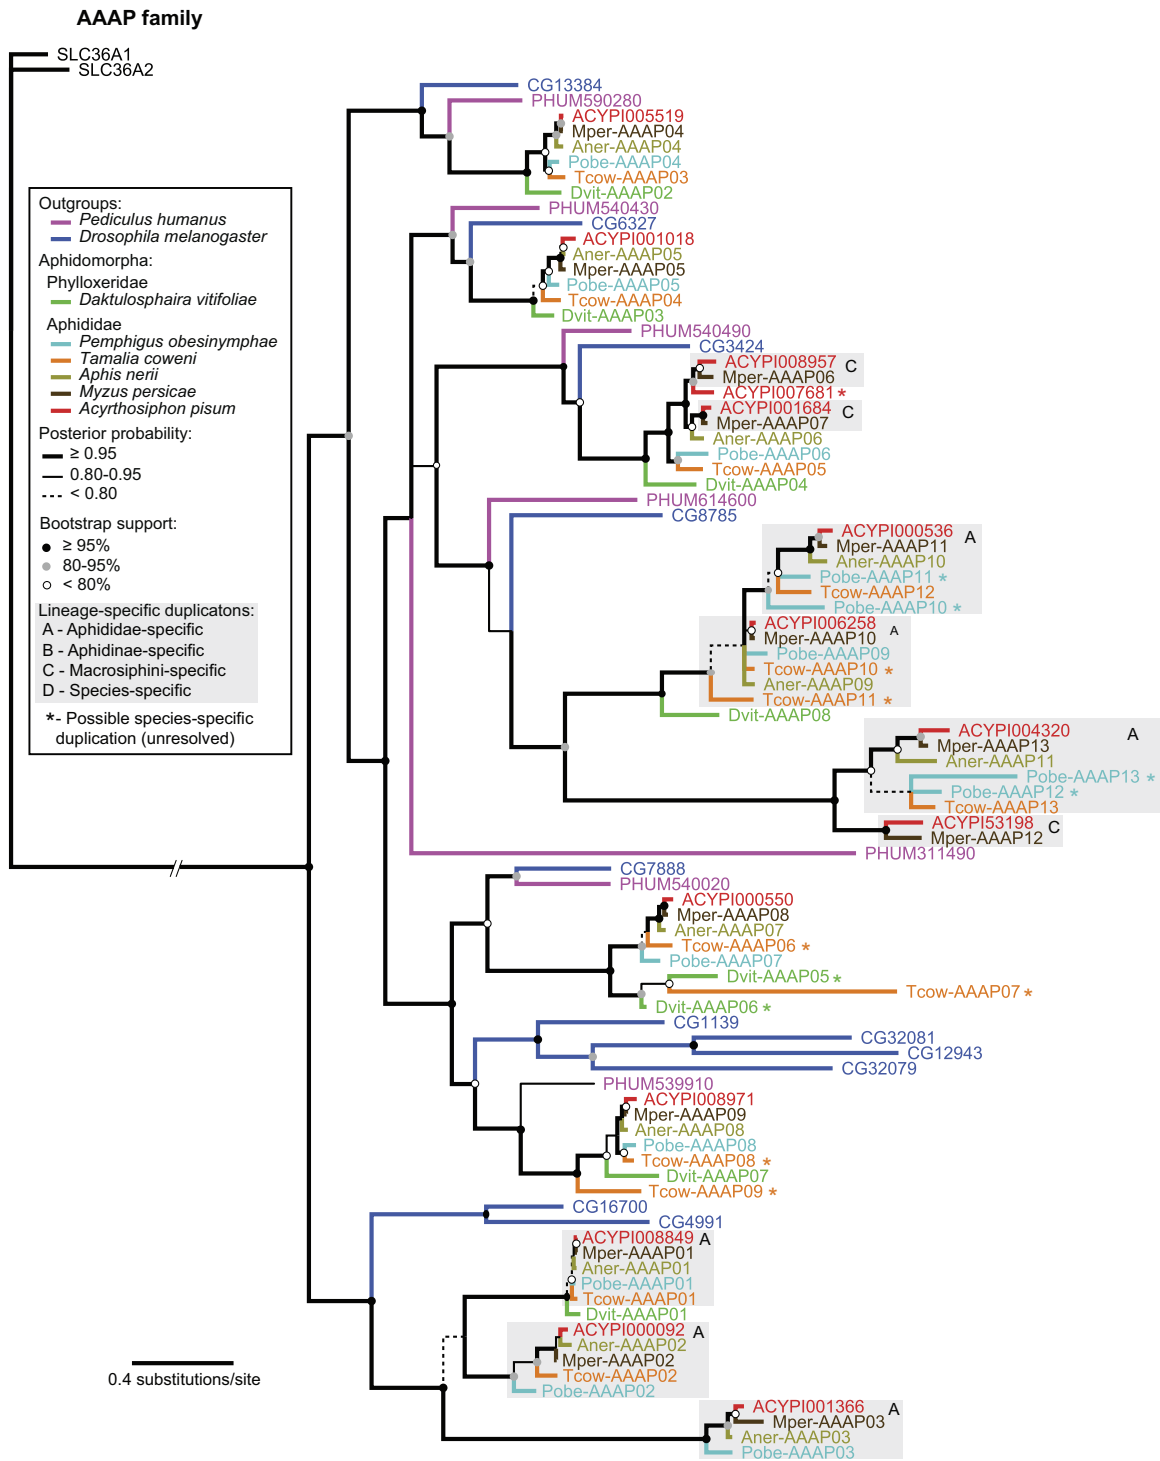 AAAP family
SLC36A1
SLC36A2
CG13384
PHUM590280
ACYPI005519
Mper-AAAP04
Aner-AAAP04
Pobe-AAAP04
Tcow-AAAP03
Dvit-AAAP02
PHUM540430
CG6327
ACYPI001018
Aner-AAAP05
Mper-AAAP05
Pobe-AAAP05
Tcow-AAAP04
Dvit-AAAP03
PHUM540490
CG3424
ACYPI008957
C
Mper-AAAP06
ACYPI007681 *
ACYPI001684
C
Mper-AAAP07
Aner-AAAP06
Pobe-AAAP06
Tcow-AAAP05
Dvit-AAAP04
PHUM614600
CG8785
ACYPI000536
A
Mper-AAAP11
Aner-AAAP10
Pobe-AAAP11 *
Tcow-AAAP12
Pobe-AAAP10 *
ACYPI006258
A
Mper-AAAP10
Pobe-AAAP09
Tcow-AAAP10 *
Aner-AAAP09
Tcow-AAAP11 *
Dvit-AAAP08
ACYPI004320
A
Mper-AAAP13
Aner-AAAP11
Pobe-AAAP13 *
Pobe-AAAP12 *
Tcow-AAAP13
ACYPI53198
C
Mper-AAAP12
PHUM311490
CG7888
PHUM540020
ACYPI000550
Mper-AAAP08
Aner-AAAP07
Tcow-AAAP06 *
Pobe-AAAP07
Dvit-AAAP05 *
Tcow-AAAP07 *
Dvit-AAAP06 *
CG1139
CG32081
CG12943
CG32079
PHUM539910
ACYPI008971
Mper-AAAP09
Aner-AAAP08
Pobe-AAAP08
Tcow-AAAP08 *
Dvit-AAAP07
Tcow-AAAP09 *
CG16700
CG4991
ACYPI008849
A
Mper-AAAP01
Aner-AAAP01
Pobe-AAAP01
Tcow-AAAP01
Dvit-AAAP01
ACYPI000092
A
Aner-AAAP02
Mper-AAAP02
Tcow-AAAP02
Pobe-AAAP02
ACYPI001366
A
Mper-AAAP03
Aner-AAAP03
Pobe-AAAP03
Outgroups:
Pediculus humanus
Drosophila melanogaster
Aphidomorpha:
Phylloxeridae
Daktulosphaira vitifoliae
Aphididae
Pemphigus obesinymphae
Tamalia coweni
Aphis nerii
Myzus persicae
Acyrthosiphon pisum
Posterior probability:
≥ 0.95
0.80-0.95
< 0.80
Bootstrap support:
≥ 95%
80-95%
< 80%
Lineage-specific duplicatons:
A - Aphididae-specific
B - Aphidinae-specific
C - Macrosiphini-specific
D - Species-specific
*- Possible species-specific
duplication (unresolved)
0.4 substitutions/site